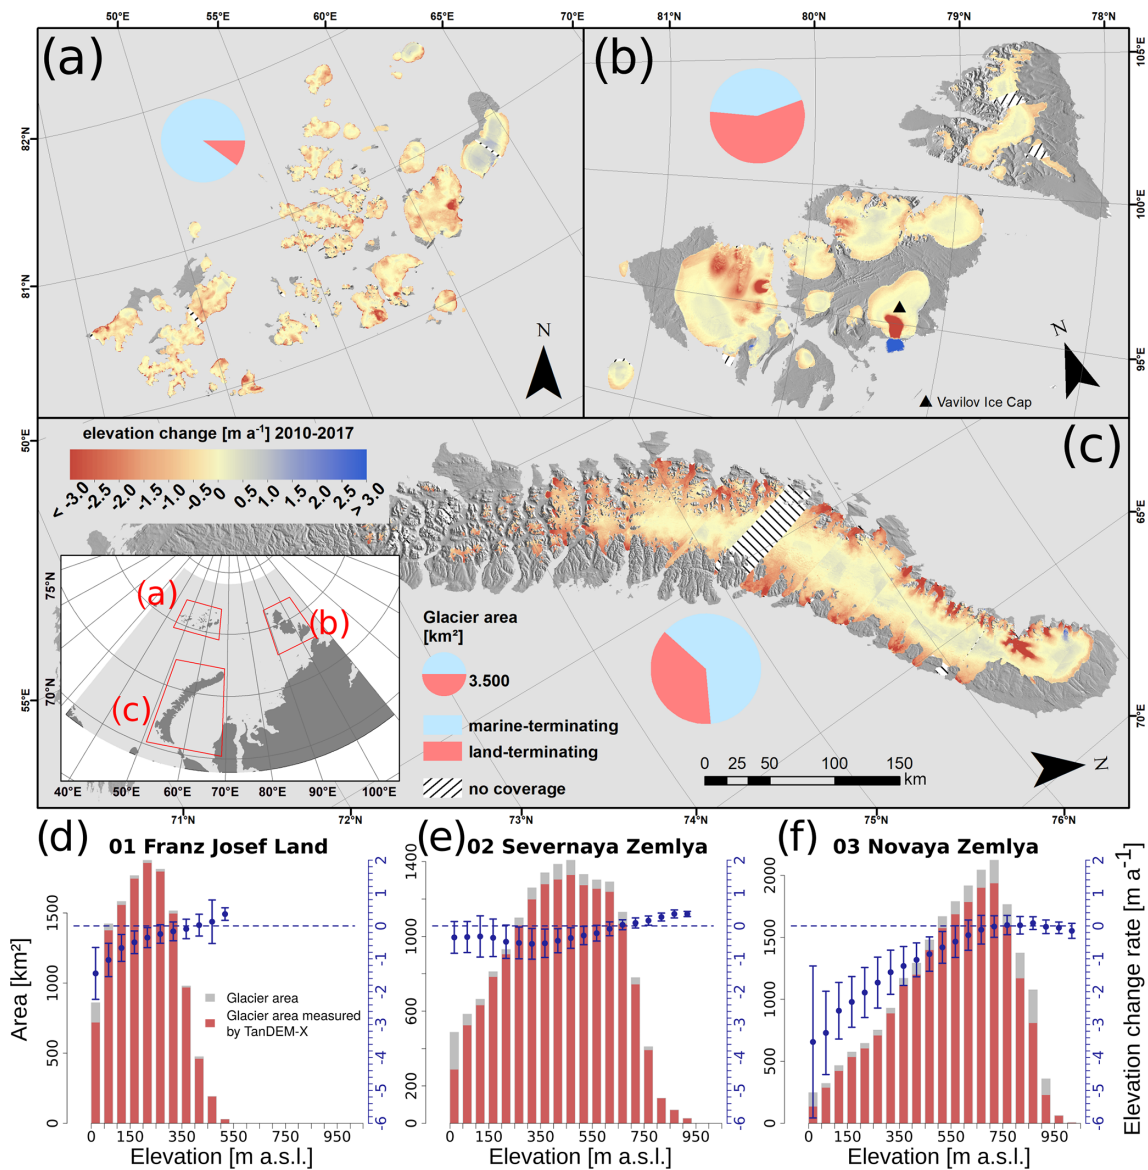 50°E 55°E 60°E 65°E 70°E 81°N 80°N 79°N 78°N
(a)
(b)
105°E
82°N
100°E
81°N
95°E
N
N
▲ Vavilov Ice Cap
50°E
elevation change [m a⁻¹] 2010-2017
(c)
< -3.0 -2.5 -2.0 -1.5 -1.0 -0.5 0 0.5 1.0 1.5 2.0 2.5 > 3.0
65°E
75°N
(a)
(b)
(c)
70°N
40°E 50°E 60°E 70°E 80°E 90°E 100°E
Glacier area
[km²]
3.500
marine-terminating
land-terminating
no coverage
55°E
70°E
0 25 50 100 150
km
N
71°N 72°N 73°N 74°N 75°N 76°N
(d)
01 Franz Josef Land
Area [km²]
0 500 1000 1500
2 1 0 -1 -2 -3 -4 -5 -6
Glacier area
Glacier area measured
by TanDEM-X
0 150 350 550
Elevation [m a.s.l.]
(e)
02 Severnaya Zemlya
0 200 600 1000 1400
2 1 0 -1 -2 -3 -4 -5 -6
0 150 350 550 750 950
Elevation [m a.s.l.]
(f)
03 Novaya Zemlya
0 500 1000 1500 2000
2 1 0 -1 -2 -3 -4 -5 -6
Elevation change rate [m a⁻¹]
0 150 350 550 750 950
Elevation [m a.s.l.]